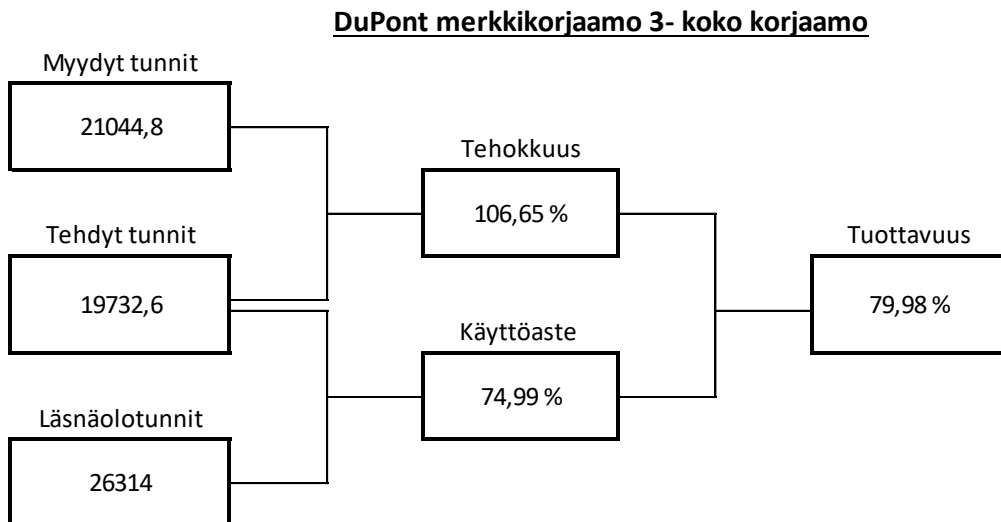 DuPont merkkikorjaamo 3- koko korjaamo
Myydyt tunnit
21044,8
Tehokkuus
106,65 %
Tehdyt tunnit
19732,6
Tuottavuus
79,98 %
Käyttöaste
74,99 %
Läsnäolotunnit
26314